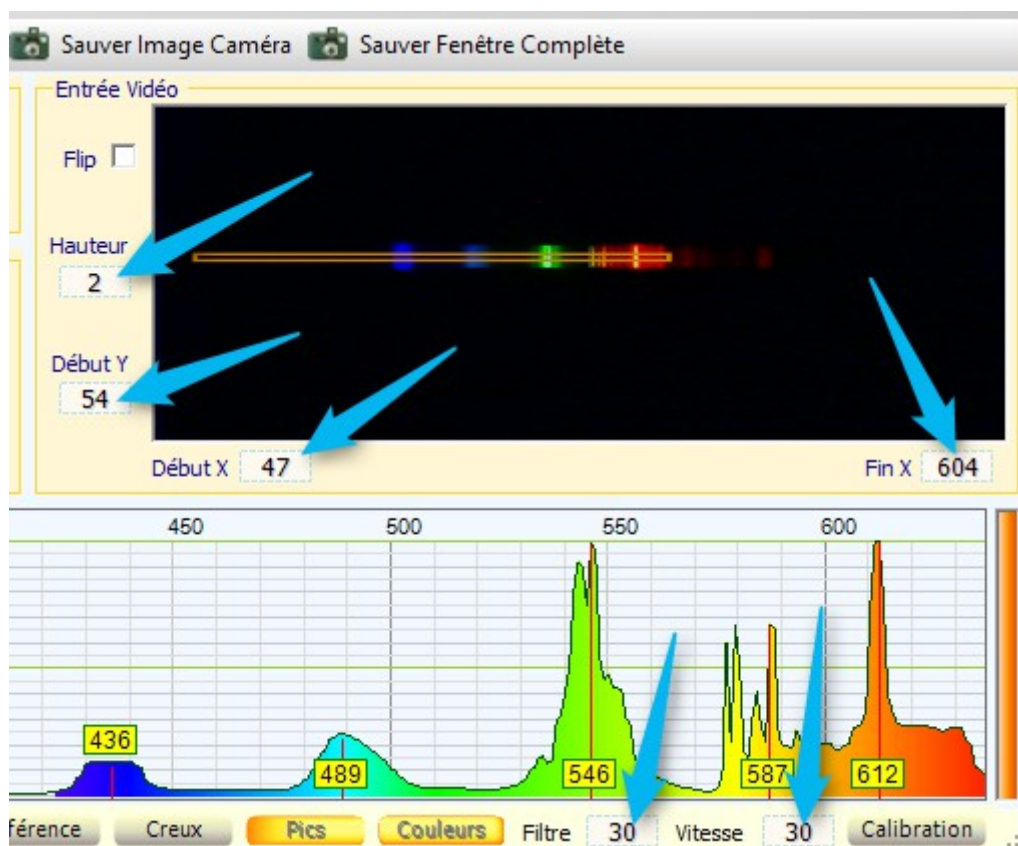 Sauver Image Caméra Sauver Fenêtre Complète
Entrée Vidéo
Flip
Hauteur
2
Début Y
54
Début X 47 Fin X 604
450 500 550 600
436 489 546 587 612
férence Creux Pics Couleurs Filtre 30 Vitesse 30 Calibration